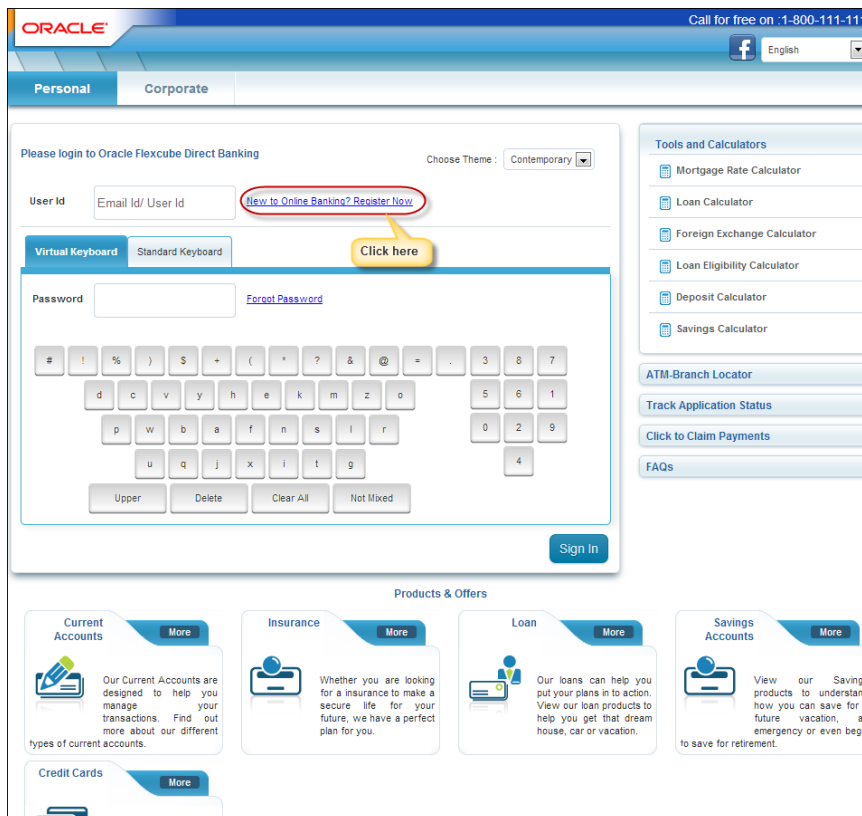 ORACLE
Call for free on :1-800-111-11
English
Personal
Corporate
Please login to Oracle Flexcube Direct Banking
Choose Theme :
Contemporary
User Id
Email Id/ User Id
New to Online Banking? Register Now
Click here
Virtual Keyboard
Standard Keyboard
Password
Forgot Password
# ! % ) $ + ( * ? & @ = . 3 8 7
d c v y h e k m z o 5 6 1
p w b a f n s l r 0 2 9
u q j x i t g 4
Upper Delete Clear All Not Mixed
Sign In
Tools and Calculators
Mortgage Rate Calculator
Loan Calculator
Foreign Exchange Calculator
Loan Eligibility Calculator
Deposit Calculator
Savings Calculator
ATM-Branch Locator
Track Application Status
Click to Claim Payments
FAQs
Products & Offers
Current
Accounts
More
Our Current Accounts are
designed to help you
manage your
transactions. Find out
more about our different
types of current accounts.
Insurance
More
Whether you are looking
for a insurance to make a
secure life for your
future, we have a perfect
plan for you.
Loan
More
Our loans can help you
put your plans in to action.
View our loan products to
help you get that dream
house, car or vacation.
Savings
Accounts
More
View our Saving
products to understan
how you can save for
future vacation, a
emergency or even beg
to save for retirement.
Credit Cards
More